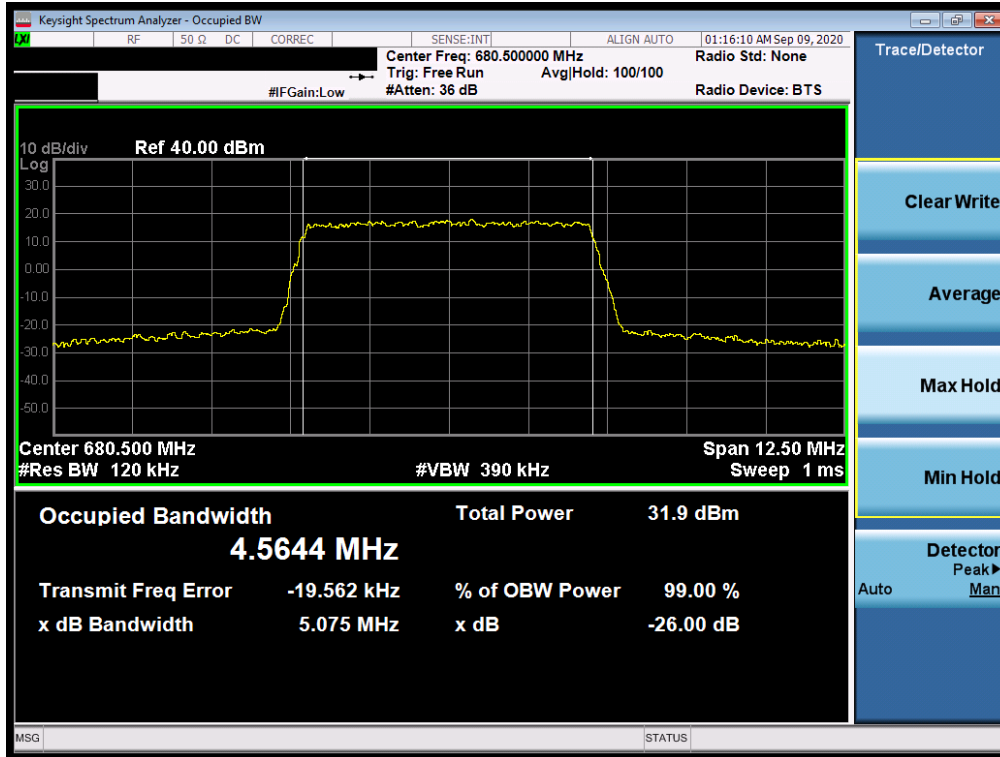 Keysight Spectrum Analyzer - Occupied BW
LXI RF 50 Ω DC CORREC SENSE:INT ALIGN AUTO 01:16:10 AM Sep 09, 2020
Center Freq: 680.500000 MHz Radio Std: None
Trig: Free Run Avg|Hold: 100/100
#IFGain:Low #Atten: 36 dB Radio Device: BTS
Trace/Detector
10 dB/div Ref 40.00 dBm
Log
30.0
20.0
10.0
0.00
-10.0
-20.0
-30.0
-40.0
-50.0
Center 680.500 MHz Span 12.50 MHz
#Res BW 120 kHz #VBW 390 kHz Sweep 1 ms
Occupied Bandwidth Total Power 31.9 dBm
4.5644 MHz
Transmit Freq Error -19.562 kHz % of OBW Power 99.00 %
x dB Bandwidth 5.075 MHz x dB -26.00 dB
Clear Write
Average
Max Hold
Min Hold
Detector
Peak▶
Auto Man
MSG STATUS